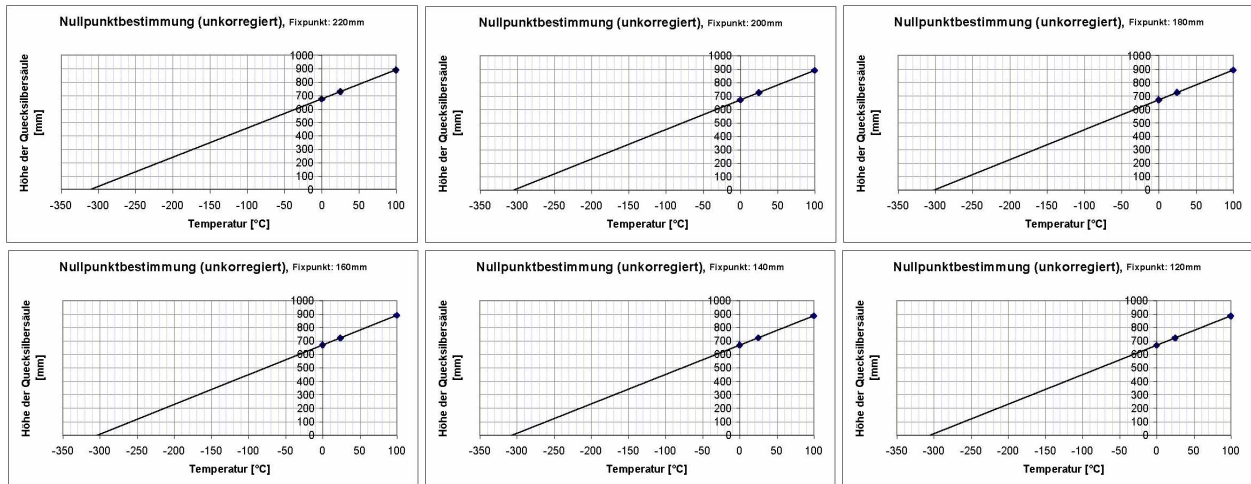 Nullpunktbestimmung (unkorregiert), Fixpunkt: 220mm
Höhe der Quecksilbersäule
[mm]
1000
900
800
700
600
500
400
300
200
100
0
-350 -300 -250 -200 -150 -100 -50 0 50 100
Temperatur [°C]
Nullpunktbestimmung (unkorregiert), Fixpunkt: 200mm
Höhe der Quecksilbersäule
[mm]
1000
900
800
700
600
500
400
300
200
100
0
-350 -300 -250 -200 -150 -100 -50 0 50 100
Temperatur [°C]
Nullpunktbestimmung (unkorregiert), Fixpunkt: 180mm
Höhe der Quecksilbersäule
[mm]
1000
900
800
700
600
500
400
300
200
100
0
-350 -300 -250 -200 -150 -100 -50 0 50 100
Temperatur [°C]
Nullpunktbestimmung (unkorregiert), Fixpunkt: 160mm
Höhe der Quecksilbersäule
[mm]
1000
900
800
700
600
500
400
300
200
100
0
-350 -300 -250 -200 -150 -100 -50 0 50 100
Temperatur [°C]
Nullpunktbestimmung (unkorregiert), Fixpunkt: 140mm
Höhe der Quecksilbersäule
[mm]
1000
900
800
700
600
500
400
300
200
100
0
-350 -300 -250 -200 -150 -100 -50 0 50 100
Temperatur [°C]
Nullpunktbestimmung (unkorregiert), Fixpunkt: 120mm
Höhe der Quecksilbersäule
[mm]
1000
900
800
700
600
500
400
300
200
100
0
-350 -300 -250 -200 -150 -100 -50 0 50 100
Temperatur [°C]